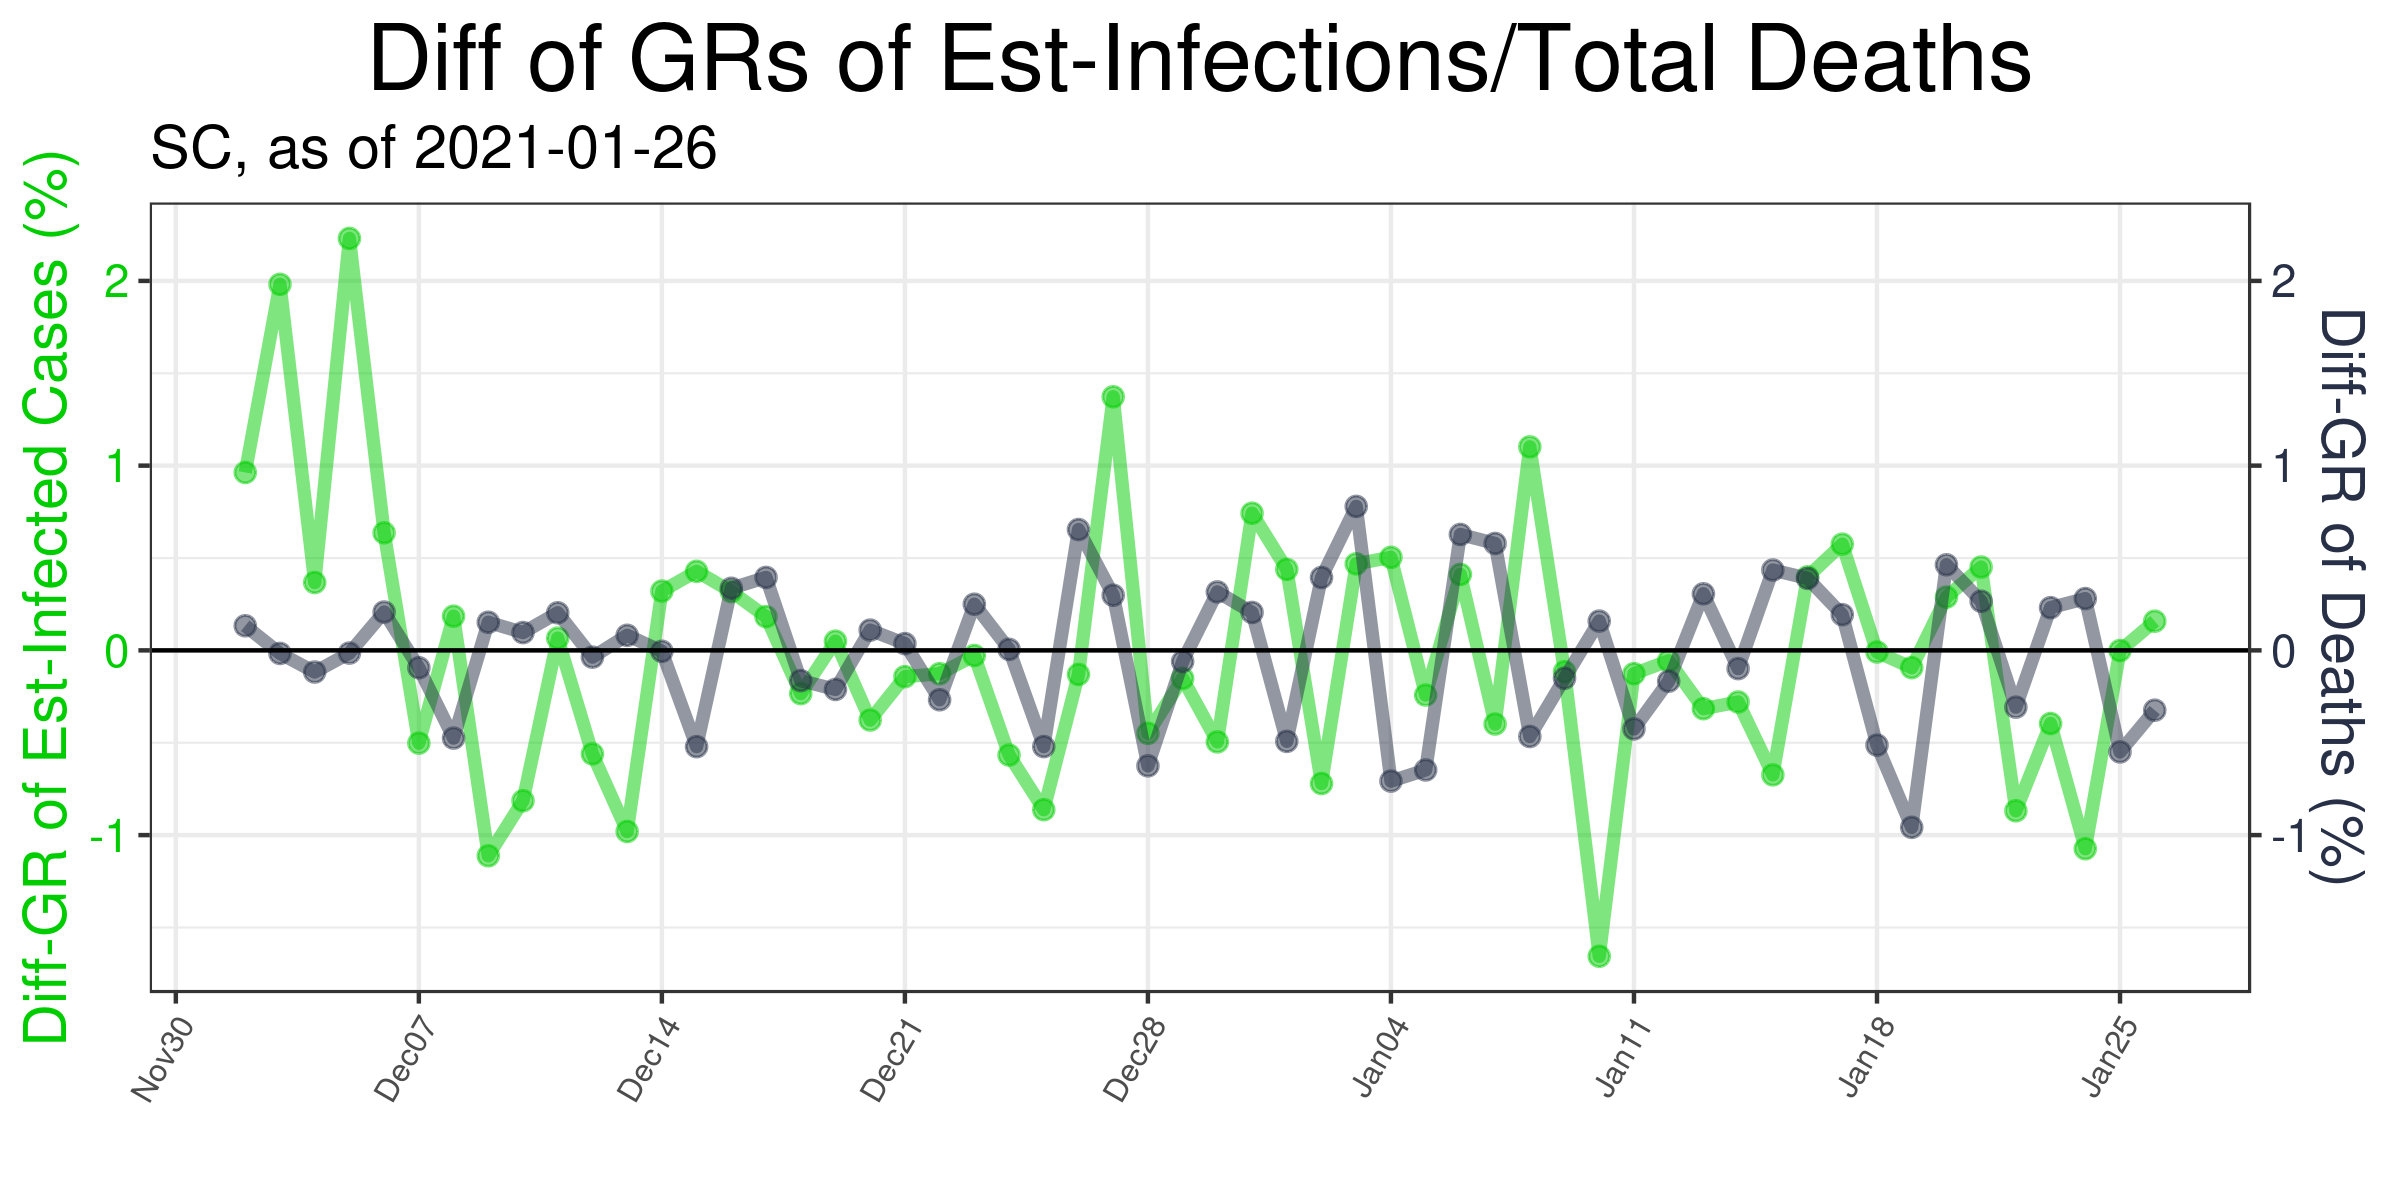 Diff of GRs of Est-Infections/Total Deaths
SC, as of 2021-01-26
Diff-GR of Est-Infected Cases (%)
2
1
0
-1
2
1
0
-1
Diff-GR of Deaths (%)
Nov30
Dec07
Dec14
Dec21
Dec28
Jan04
Jan11
Jan18
Jan25